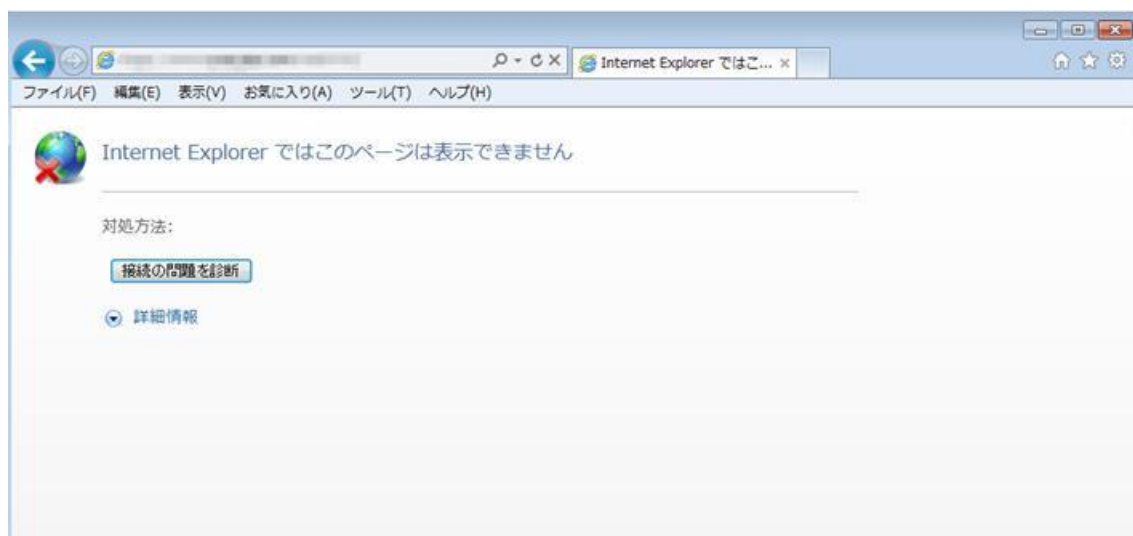 Internet Explorer ではこ...
ファイル(F) 編集(E) 表示(V) お気に入り(A) ツール(T) ヘルプ(H)
Internet Explorer ではこのページは表示できません
対処方法:
接続の問題を診断
詳細情報